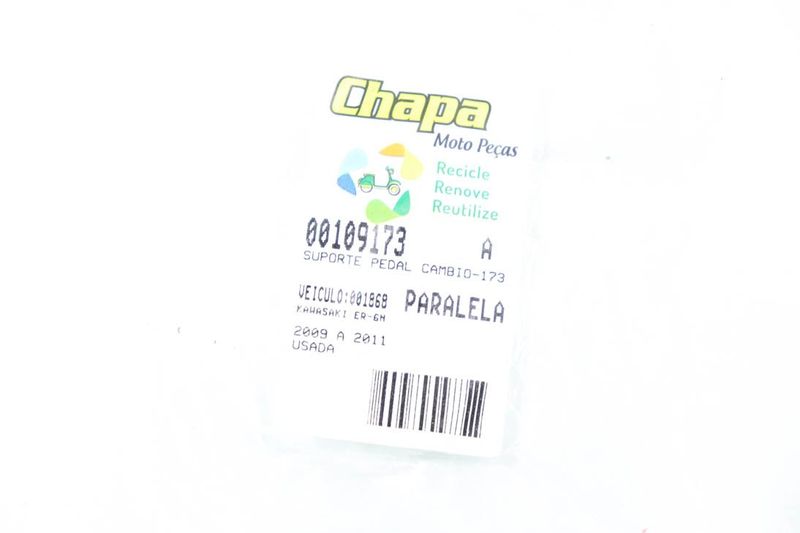 Chapa
Moto Peças
Recicle
Renove
Reutilize
00109173 A
SUPORTE PEDAL CAMBIO-173
VEICULO:001868 PARALELA
KAWASAKI ER-6N
2009 A 2011
USADA